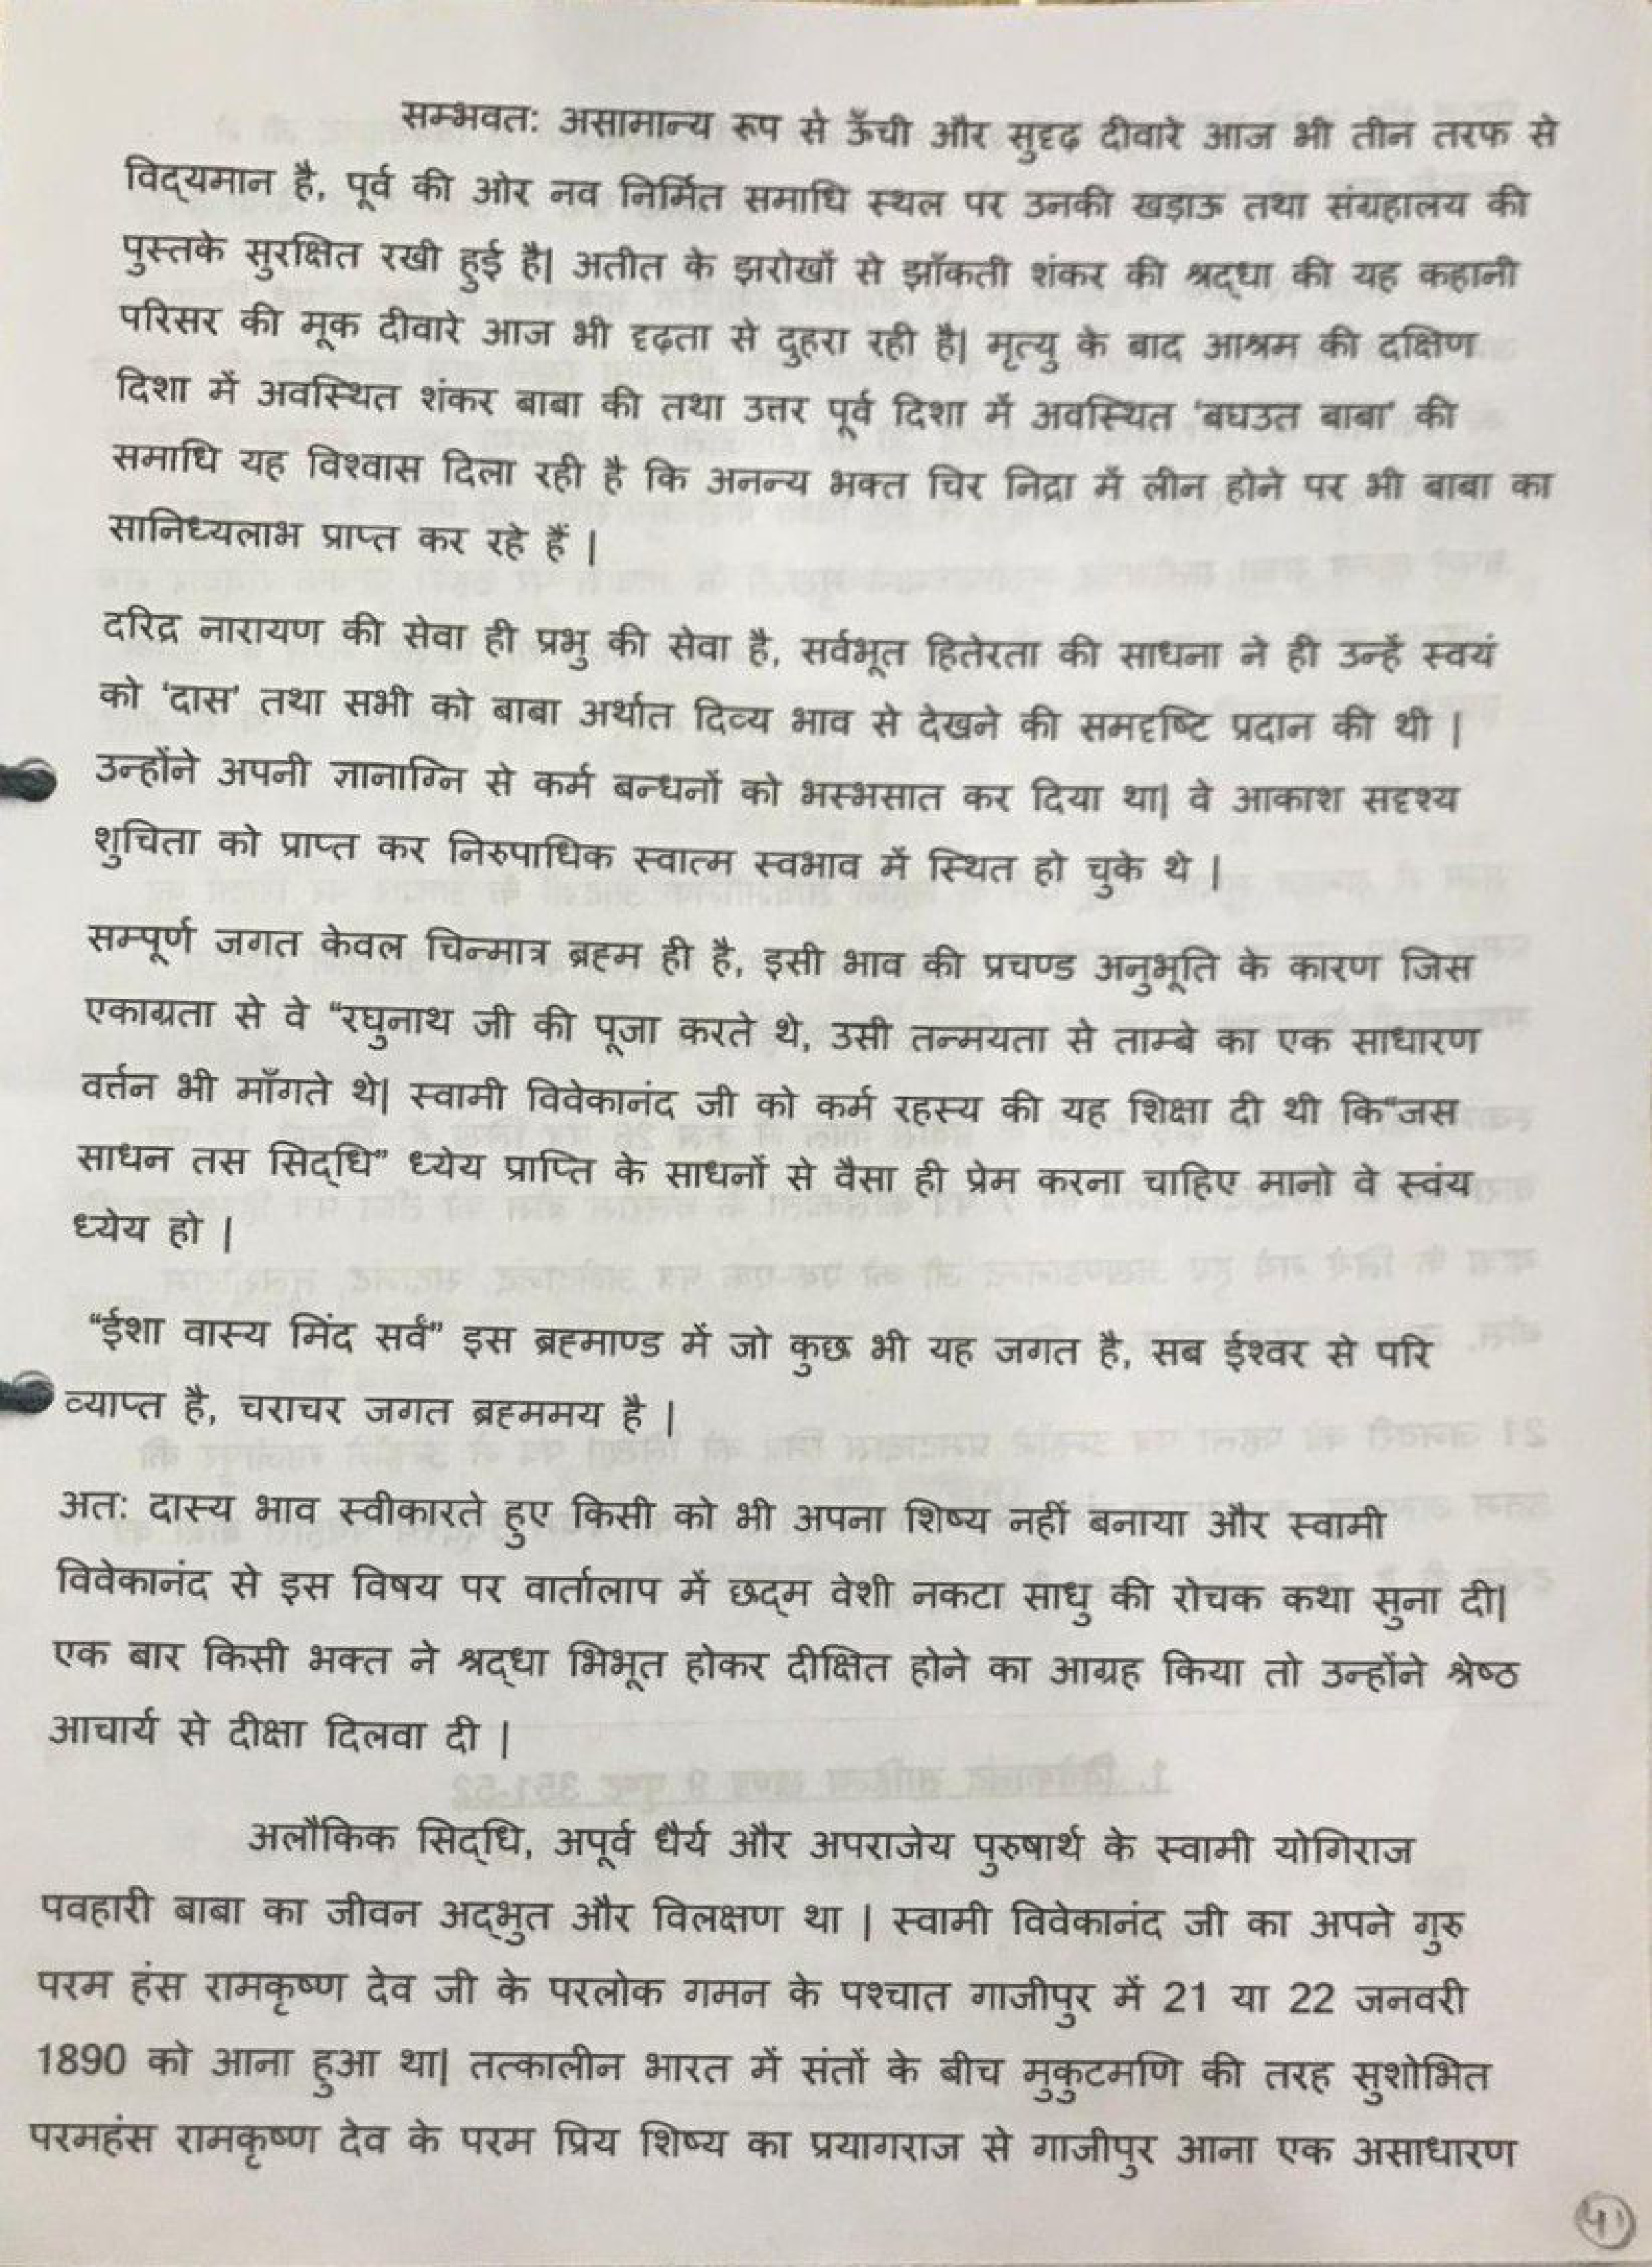 सम्भवत: असामान्य रूप से ऊँची और सुदृढ़ दीवारे आज भी तीन तरफ से
विद्यमान है, पूर्व की ओर नव निर्मित समाधि स्थल पर उनकी खड़ाऊ तथा संग्रहालय की
पुस्तके सुरक्षित रखी हुई है| अतीत के झरोखों से झाँकती शंकर की श्रद्धा की यह कहानी
परिसर की मूक दीवारे आज भी दृढ़ता से दुहरा रही है| मृत्यु के बाद आश्रम की दक्षिण
दिशा में अवस्थित शंकर बाबा की तथा उत्तर पूर्व दिशा में अवस्थित 'बघउत बाबा' की
समाधि यह विश्वास दिला रही है कि अनन्य भक्त चिर निद्रा में लीन होने पर भी बाबा का
सानिध्यलाभ प्राप्त कर रहे हैं |
दरिद्र नारायण की सेवा ही प्रभु की सेवा है, सर्वभूत हितेरता की साधना ने ही उन्हें स्वयं
को 'दास' तथा सभी को बाबा अर्थात दिव्य भाव से देखने की समदृष्टि प्रदान की थी |
उन्होंने अपनी ज्ञानाग्नि से कर्म बन्धनों को भस्भसात कर दिया था| वे आकाश सदृश्य
शुचिता को प्राप्त कर निरुपाधिक स्वात्म स्वभाव में स्थित हो चुके थे |
सम्पूर्ण जगत केवल चिन्मात्र ब्रह्म ही है, इसी भाव की प्रचण्ड अनुभूति के कारण जिस
एकाग्रता से वे “रघुनाथ जी की पूजा करते थे, उसी तन्मयता से ताम्बे का एक साधारण
वर्त्तन भी माँगते थे| स्वामी विवेकानंद जी को कर्म रहस्य की यह शिक्षा दी थी कि“जस
साधन तस सिद्धि” ध्येय प्राप्ति के साधनों से वैसा ही प्रेम करना चाहिए मानो वे स्वंय
ध्येय हो |
“ईशा वास्य मिंद सर्वं” इस ब्रह्माण्ड में जो कुछ भी यह जगत है, सब ईश्वर से परि
व्याप्त है, चराचर जगत ब्रह्ममय है |
अत: दास्य भाव स्वीकारते हुए किसी को भी अपना शिष्य नहीं बनाया और स्वामी
विवेकानंद से इस विषय पर वार्तालाप में छद्म वेशी नकटा साधु की रोचक कथा सुना दी|
एक बार किसी भक्त ने श्रद्धा भिभूत होकर दीक्षित होने का आग्रह किया तो उन्होंने श्रेष्ठ
आचार्य से दीक्षा दिलवा दी |
अलौकिक सिद्धि, अपूर्व धैर्य और अपराजेय पुरुषार्थ के स्वामी योगिराज
पवहारी बाबा का जीवन अद्भुत और विलक्षण था | स्वामी विवेकानंद जी का अपने गुरु
परम हंस रामकृष्ण देव जी के परलोक गमन के पश्चात गाजीपुर में 21 या 22 जनवरी
1890 को आना हुआ था| तत्कालीन भारत में संतों के बीच मुकुटमणि की तरह सुशोभित
परमहंस रामकृष्ण देव के परम प्रिय शिष्य का प्रयागराज से गाजीपुर आना एक असाधारण
41